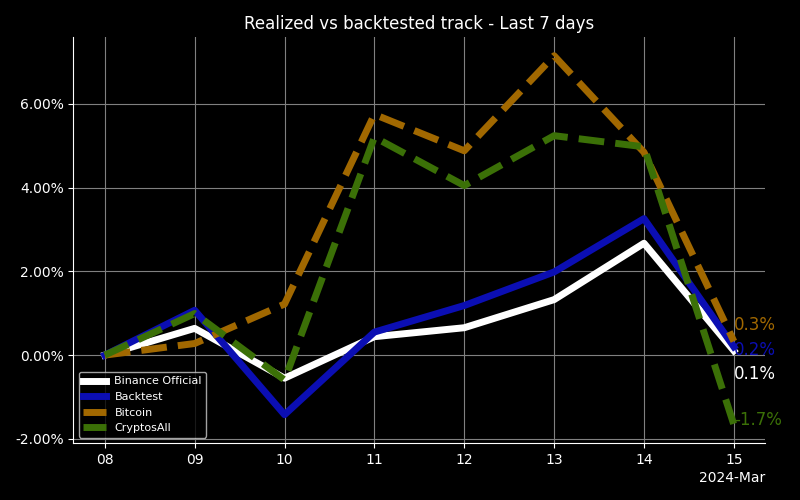 Realized vs backtested track - Last 7 days
6.00%
4.00%
2.00%
0.00%
-2.00%
0.3%
0.2%
0.1%
-1.7%
Binance Official
Backtest
Bitcoin
CryptosAll
08 09 10 11 12 13 14 15
2024-Mar